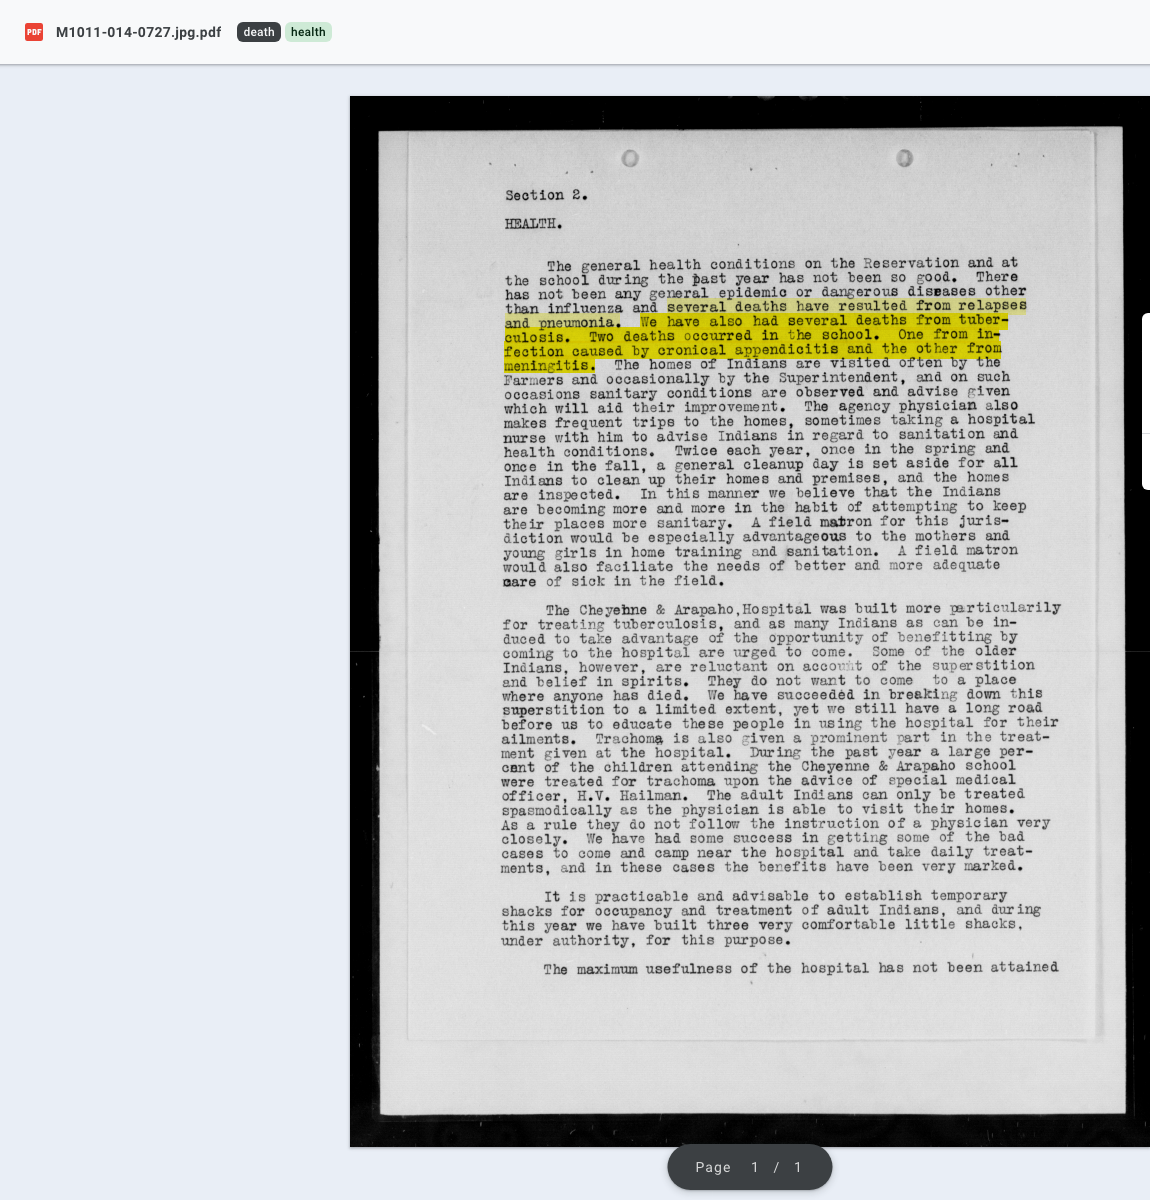 PDF M1011-014-0727.jpg.pdf death health
Section 2.
HEALTH.
The general health conditions on the Reservation and at
the school during the past year has not been so good. There
has not been any general epidemic or dangerous diseases other
than influenza and several deaths have resulted from relapses
and pneumonia. We have also had several deaths from tuber-
culosis. Two deaths occurred in the school. One from in-
fection caused by cronical appendicitis and the other from
meningitis. The homes of Indians are visited often by the
Farmers and occasionally by the Superintendent, and on such
occasions sanitary conditions are observed and advise given
which will aid their improvement. The agency physician also
makes frequent trips to the homes, sometimes taking a hospital
nurse with him to advise Indians in regard to sanitation and
health conditions. Twice each year, once in the spring and
once in the fall, a general cleanup day is set aside for all
Indians to clean up their homes and premises, and the homes
are inspected. In this manner we believe that the Indians
are becoming more and more in the habit of attempting to keep
their places more sanitary. A field matron for this juris-
diction would be especially advantageous to the mothers and
young girls in home training and sanitation. A field matron
would also faciliate the needs of better and more adequate
care of sick in the field.
The Cheyenne & Arapaho,Hospital was built more particularily
for treating tuberculosis, and as many Indians as can be in-
duced to take advantage of the opportunity of benefitting by
coming to the hospital are urged to come. Some of the older
Indians, however, are reluctant on account of the superstition
and belief in spirits. They do not want to come to a place
where anyone has died. We have succeeded in breaking down this
superstition to a limited extent, yet we still have a long road
before us to educate these people in using the hospital for their
ailments. Trachoma is also given a prominent part in the treat-
ment given at the hospital. During the past year a large per-
cent of the children attending the Cheyenne & Arapaho school
were treated for trachoma upon the advice of special medical
officer, H.V. Hailman. The adult Indians can only be treated
spasmodically as the physician is able to visit their homes.
As a rule they do not follow the instruction of a physician very
closely. We have had some success in getting some of the bad
cases to come and camp near the hospital and take daily treat-
ments, and in these cases the benefits have been very marked.
It is practicable and advisable to establish temporary
shacks for occupancy and treatment of adult Indians, and during
this year we have built three very comfortable little shacks,
under authority, for this purpose.
The maximum usefulness of the hospital has not been attained
Page 1 / 1